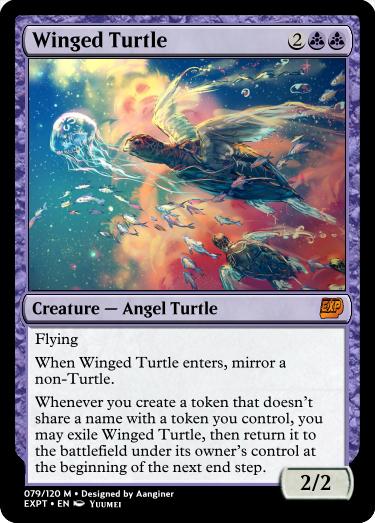 Winged Turtle 2
Creature — Angel Turtle EXP
Flying
When Winged Turtle enters, mirror a
non-Turtle.
Whenever you create a token that doesn't
share a name with a token you control, you
may exile Winged Turtle, then return it to
the battlefield under its owner's control at
the beginning of the next end step.
2/2
079/120 M • Designed by Aanginer
EXPT • EN Yuumei